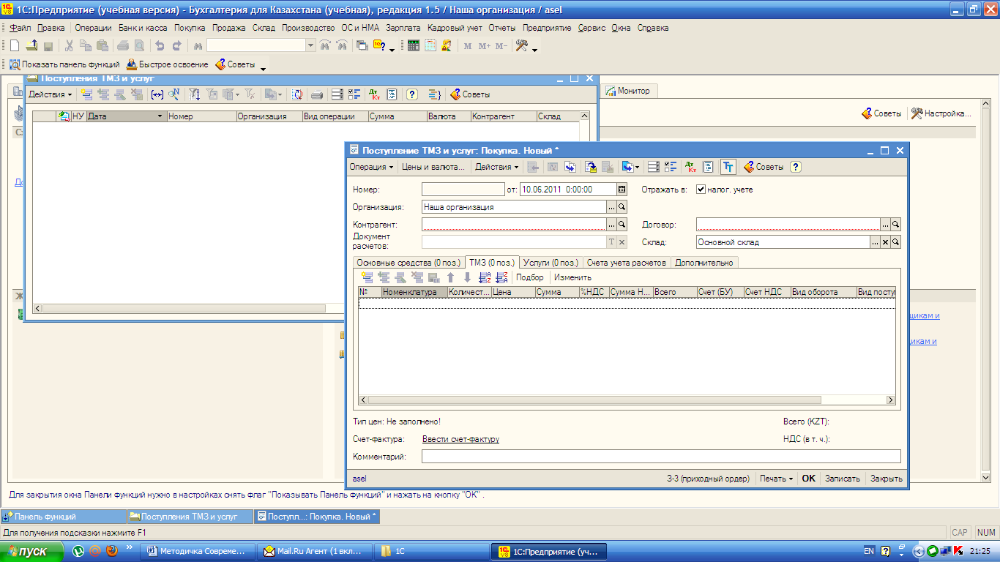 1С:Предприятие (учебная версия) - Бухгалтерия для Казахстана (учебная), редакция 1.5 / Наша организация / asel
Файл Правка Операции Банк и касса Покупка Продажа Склад Производство ОС и НМА Зарплата Кадровый учет Отчеты Предприятие Сервис Окна Справка
M M+ M-
Показать панель функций Быстрое освоение Советы
Поступления ТМЗ и услуг
Монитор
Действия Советы
Советы Настройка...
НУ Дата Номер Организация Вид операции Сумма Валюта Контрагент Склад
Поступление ТМЗ и услуг: Покупка. Новый *
Операция Цены и валюта... Действия Советы
Номер: от: 10.06.2011 0:00:00 Отражать в: налог. учете
Организация: Наша организация
Контрагент: Договор:
Документ
расчетов:
Склад: Основной склад
Основные средства (0 поз.) ТМЗ (0 поз.) Услуги (0 поз.) Счета учета расчетов Дополнительно
Подбор Изменить
№ Номенклатура Количест... Цена Сумма %НДС Сумма Н... Всего Счет (БУ) Счет НДС Вид оборота Вид посту
щикам и
цикам и
Тип цен: Не заполнено! Всего (KZT):
Счет-фактура: Ввести счет-фактуру НДС (в т. ч.):
Комментарий:
asel З-3 (приходный ордер) Печать ОК Записать Закрыть
Для закрытия окна Панели функций нужно в настройках снять флаг "Показывать Панель функций" и нажать на кнопку "ОК" .
Панель функций Поступления ТМЗ и услуг Поступл...: Покупка. Новый *
Для получения подсказки нажмите F1 CAP NUM
пуск Методичка Совреме... Mail.Ru Агент (1 вкл... 1C 1С:Предприятие (уч... EN 21:25